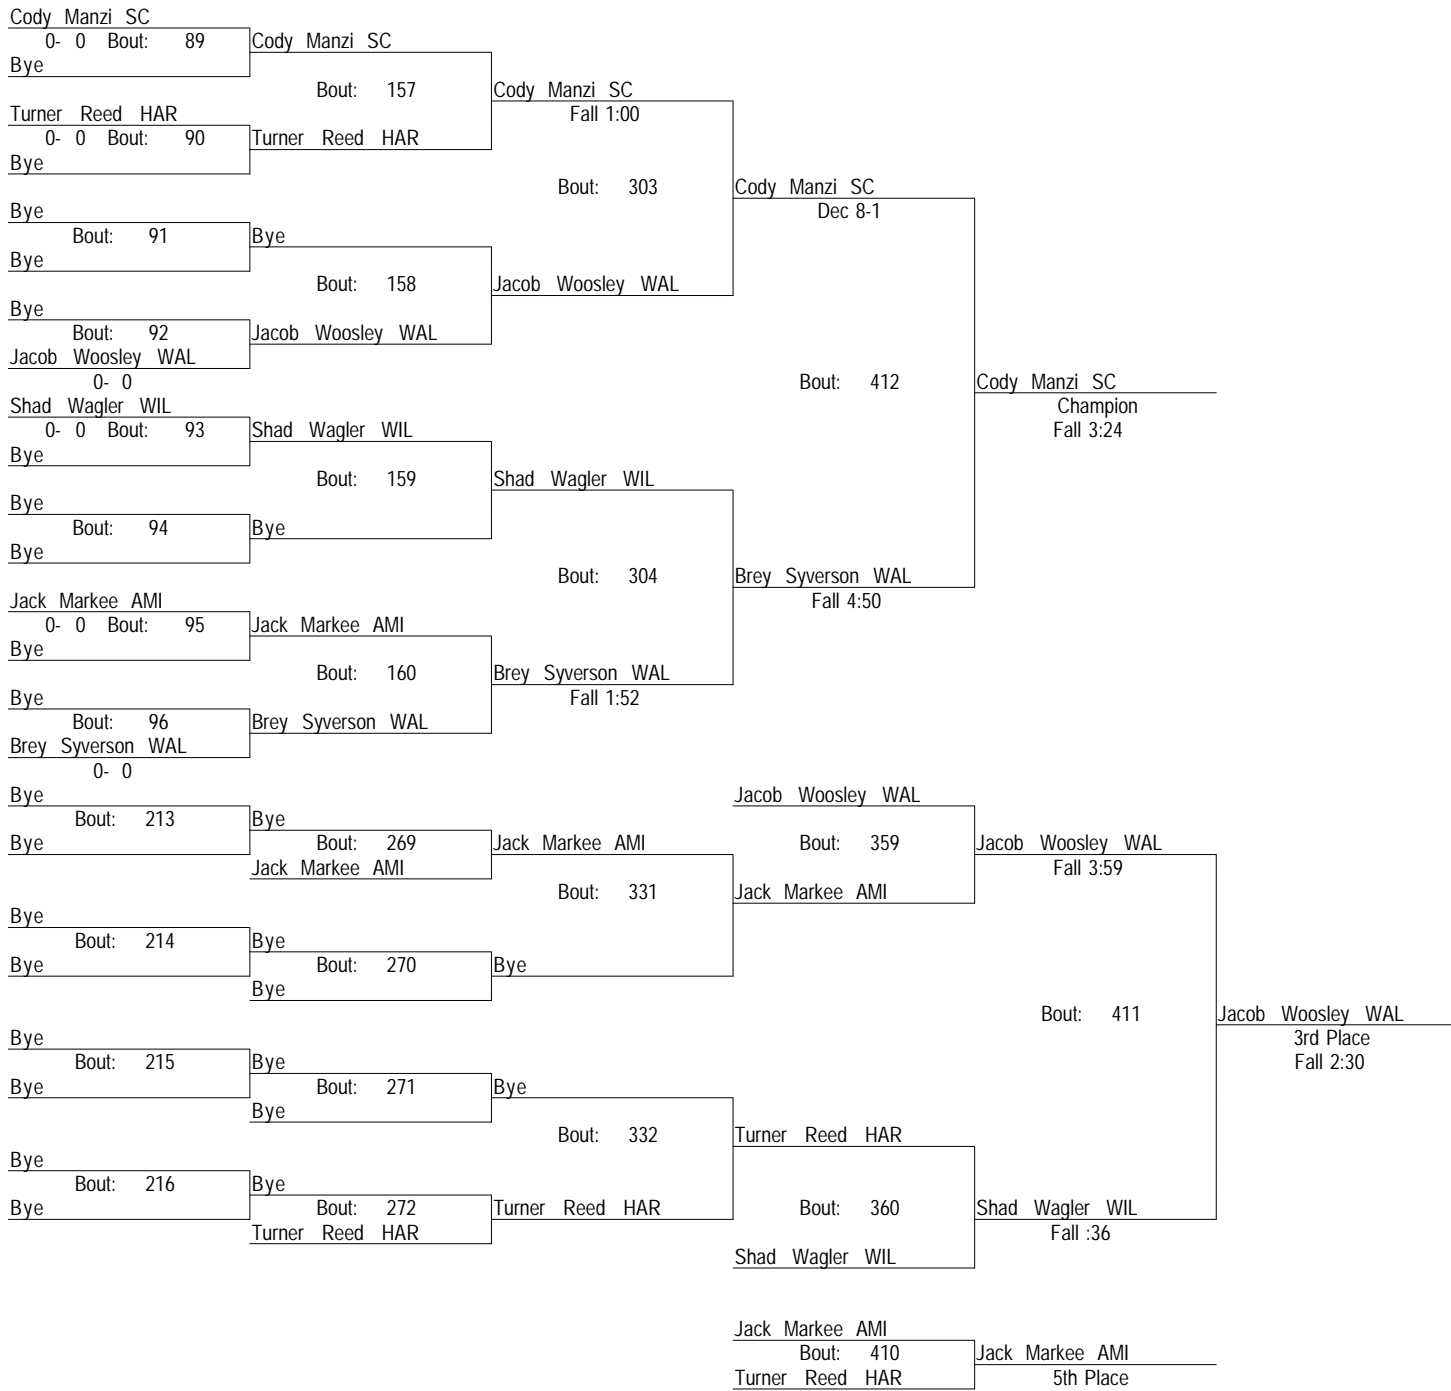 Cody Manzi SC
0- 0 Bout: 89
Bye
Cody Manzi SC
Bout: 157
Turner Reed HAR
0- 0 Bout: 90
Bye
Turner Reed HAR
Cody Manzi SC
Fall 1:00
Bout: 303
Bye
Bout: 91
Bye
Bye
Bout: 158
Bye
Bout: 92
Jacob Woosley WAL
0- 0
Jacob Woosley WAL
Jacob Woosley WAL
Cody Manzi SC
Dec 8-1
Bout: 412
Cody Manzi SC
Champion
Fall 3:24
Shad Wagler WIL
0- 0 Bout: 93
Bye
Shad Wagler WIL
Bout: 159
Bye
Bout: 94
Bye
Bye
Shad Wagler WIL
Bout: 304
Jack Markee AMI
0- 0 Bout: 95
Bye
Jack Markee AMI
Bout: 160
Bye
Bout: 96
Brey Syverson WAL
0- 0
Brey Syverson WAL
Brey Syverson WAL
Fall 1:52
Brey Syverson WAL
Fall 4:50
Bye
Bout: 213
Bye
Bye
Bout: 269
Jack Markee AMI
Jack Markee AMI
Bout: 331
Bye
Bout: 214
Bye
Bye
Bout: 270
Bye
Bye
Jacob Woosley WAL
Bout: 359
Jack Markee AMI
Jacob Woosley WAL
Fall 3:59
Bout: 411
Jacob Woosley WAL
3rd Place
Fall 2:30
Bye
Bout: 215
Bye
Bye
Bout: 271
Bye
Bye
Bout: 332
Bye
Bout: 216
Bye
Bye
Bout: 272
Turner Reed HAR
Turner Reed HAR
Turner Reed HAR
Bout: 360
Shad Wagler WIL
Shad Wagler WIL
Fall :36
Jack Markee AMI
Bout: 410
Turner Reed HAR
Jack Markee AMI
5th Place